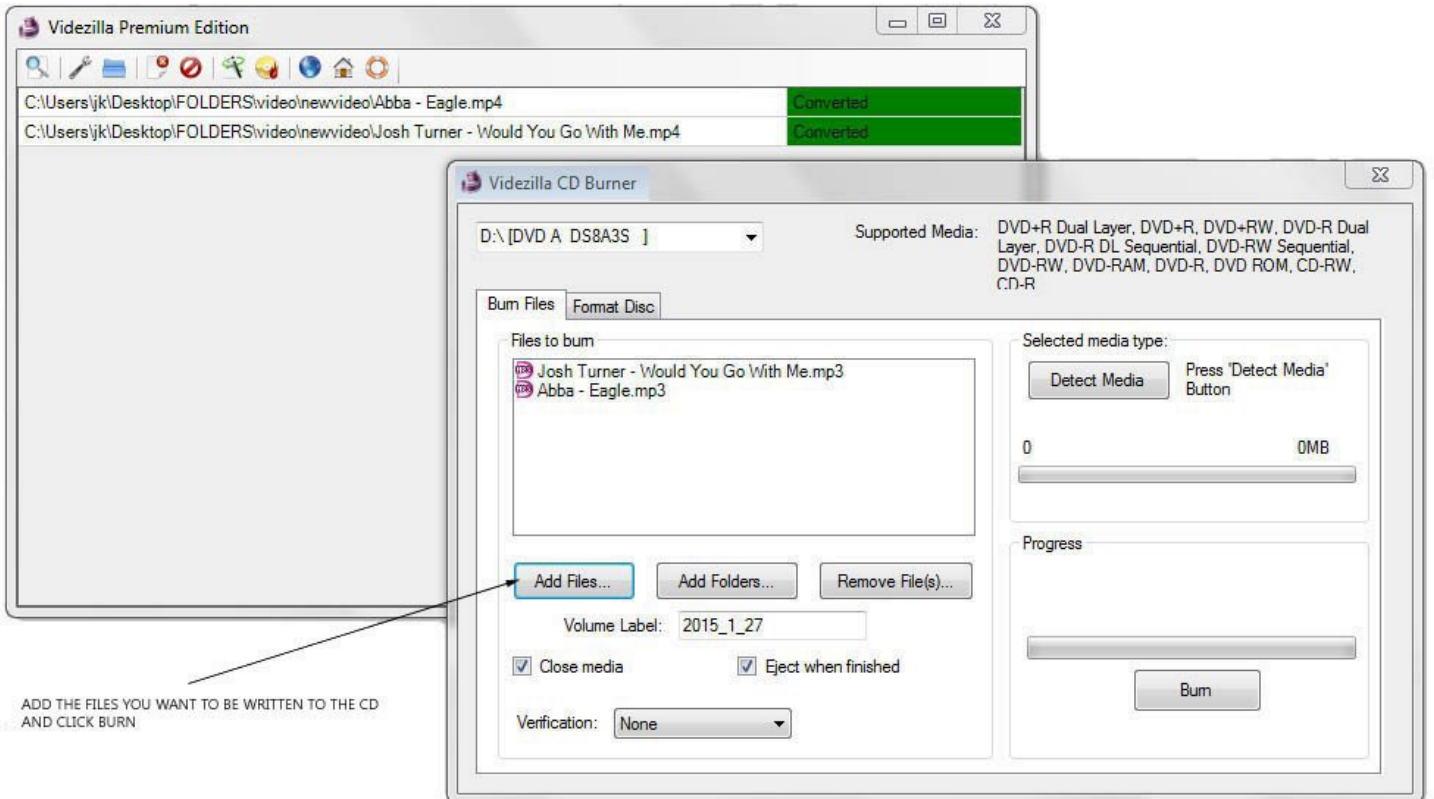 Videzilla Premium Edition
C:\Users\jk\Desktop\FOLDERS\video\newvideo\Abba - Eagle.mp4 Converted
C:\Users\jk\Desktop\FOLDERS\video\newvideo\Josh Turner - Would You Go With Me.mp4 Converted
Videzilla CD Burner
D:\ [DVD A DS8A3S ]
Supported Media:
DVD+R Dual Layer, DVD+R, DVD+RW, DVD-R Dual
Layer, DVD-R DL Sequential, DVD-RW Sequential,
DVD-RW, DVD-RAM, DVD-R, DVD ROM, CD-RW,
CD-R
Burn Files Format Disc
Files to burn
Josh Turner - Would You Go With Me.mp3
Abba - Eagle.mp3
Add Files... Add Folders... Remove File(s)...
Volume Label: 2015_1_27
Close media Eject when finished
Verification: None
Selected media type:
Detect Media
Press 'Detect Media'
Button
0 0MB
Progress
Burn
ADD THE FILES YOU WANT TO BE WRITTEN TO THE CD
AND CLICK BURN